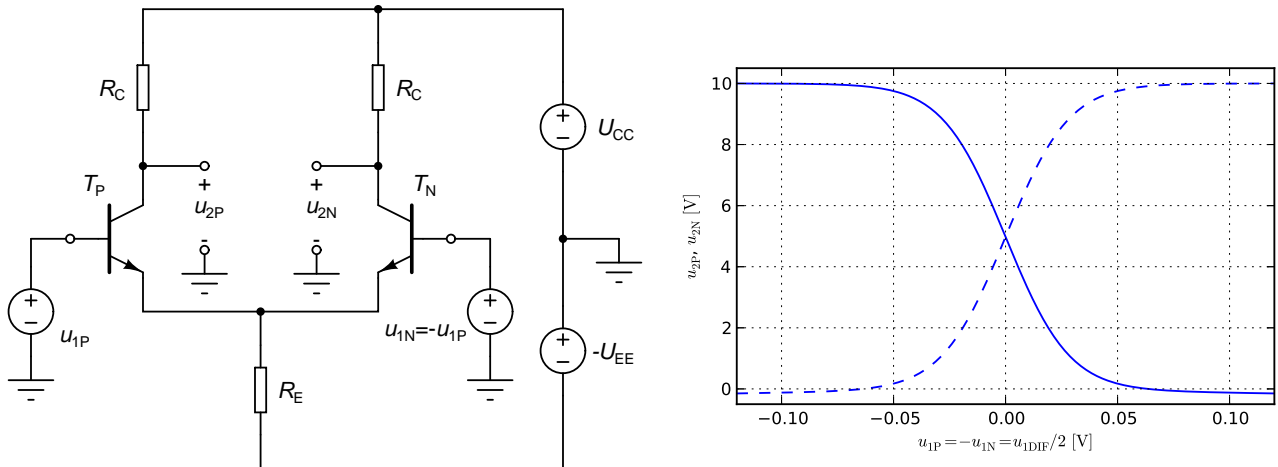 R_C
R_C
U_CC
T_P
T_N
+
u_2P
-
+
u_2N
-
+
−
+
−
u_1P
u_1N=-u_1P
+
−
+
−
-U_EE
R_E
10
8
6
4
2
0
u_2P, u_2N [V]
−0.10
−0.05
0.00
0.05
0.10
u_1P=−u_1N=u_1DIF/2 [V]